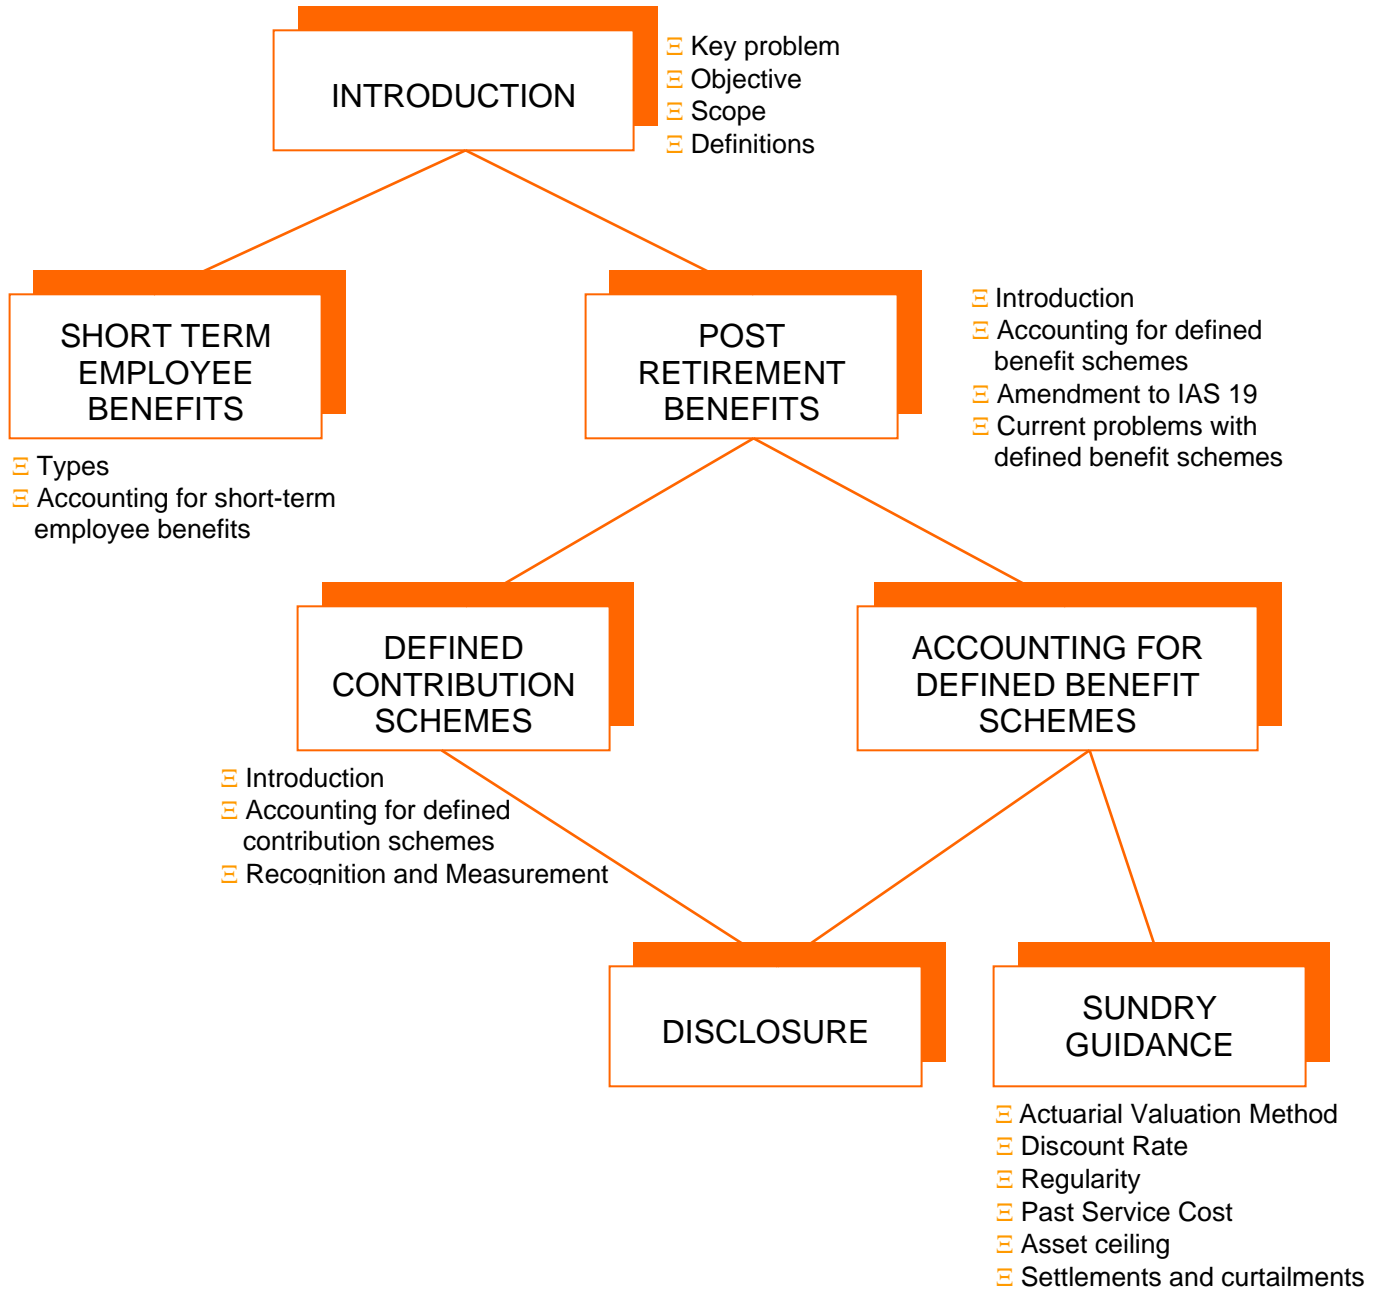 INTRODUCTION
Key problem
Objective
Scope
Definitions
SHORT TERM
EMPLOYEE
BENEFITS
Types
Accounting for short-term
employee benefits
POST
RETIREMENT
BENEFITS
Introduction
Accounting for defined
benefit schemes
Amendment to IAS 19
Current problems with
defined benefit schemes
DEFINED
CONTRIBUTION
SCHEMES
Introduction
Accounting for defined
contribution schemes
Recognition and Measurement
ACCOUNTING FOR
DEFINED BENEFIT
SCHEMES
DISCLOSURE
SUNDRY
GUIDANCE
Actuarial Valuation Method
Discount Rate
Regularity
Past Service Cost
Asset ceiling
Settlements and curtailments